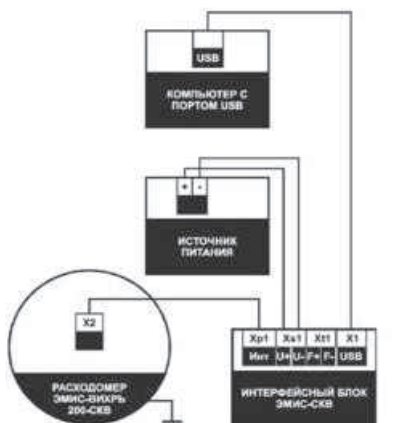 USB
КОМПЬЮТЕР С
ПОРТОМ USB
+ -
ИСТОЧНИК
ПИТАНИЯ
X2
РАСХОДОМЕР
ЭМИС-ВИХРЬ
200-СКВ
Xp1 Xs1 Xt1 X1
Инт U+ U- F+ F- USB
ИНТЕРФЕЙСНЫЙ БЛОК
ЭМИС-СКВ